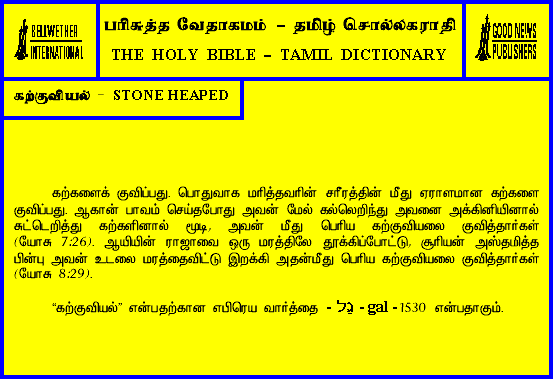 BELLWETHER
INTERNATIONAL
பரிசுத்த வேதாகமம் – தமிழ் சொல்லகராதி
THE HOLY BIBLE – TAMIL DICTIONARY
GOOD NEWS
PUBLISHERS
கற்குவியல் – STONE HEAPED
கற்களைக் குவிப்பது. பொதுவாக மரித்தவரின் சரீரத்தின் மீது ஏராளமான கற்களை
குவிப்பது. ஆகான் பாவம் செய்தபோது அவன் மேல் கல்லெறிந்து அவனை அக்கினியினால்
சுட்டெறித்து கற்களினால் மூடி, அவன் மீது பெரிய கற்குவியலை குவித்தார்கள்
(யோசு 7:26). ஆயியின் ராஜாவை ஒரு மரத்திலே தூக்கிப்போட்டு, சூரியன் அஸ்தமித்த
பின்பு அவன் உடலை மரத்தைவிட்டு இறக்கி அதன்மீது பெரிய கற்குவியலை குவித்தார்கள்
(யோசு 8:29).
“கற்குவியல்” என்பதற்கான எபிரெய வார்த்தை - גַּל - gal -1530 என்பதாகும்.